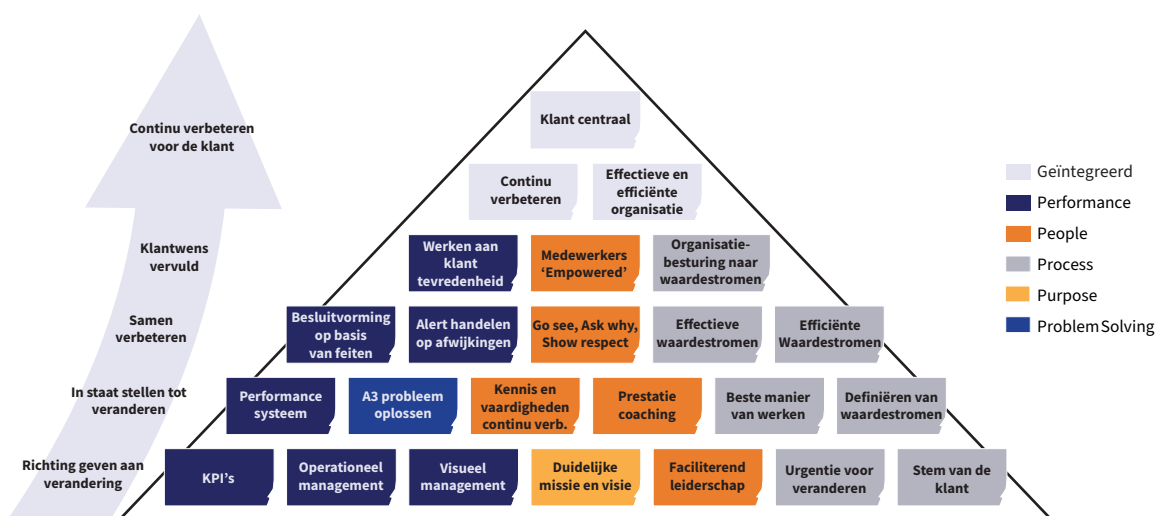 Continu verbeteren
voor de klant
Klant centraal
Continu
verbeteren
Effectieve en
efficiënte
organisatie
Klantwens
vervuld
Werken aan
klant
tevredenheid
Medewerkers
‘Empowered’
Organisatie-
besturing naar
waardestromen
Samen
verbeteren
Besluitvorming
op basis
van feiten
Alert handelen
op afwijkingen
Go see, Ask why,
Show respect
Effectieve
waardestromen
Efficiënte
Waardestromen
In staat stellen tot
veranderen
Performance
systeem
A3 probleem
oplossen
Kennis en
vaardigheden
continu verb.
Prestatie
coaching
Beste manier
van werken
Definiëren van
waardestromen
Richting geven aan
verandering
KPI’s
Operationeel
management
Visueel
management
Duidelijke
missie en visie
Faciliterend
leiderschap
Urgentie voor
veranderen
Stem van de
klant
Geïntegreerd
Performance
People
Process
Purpose
Problem Solving